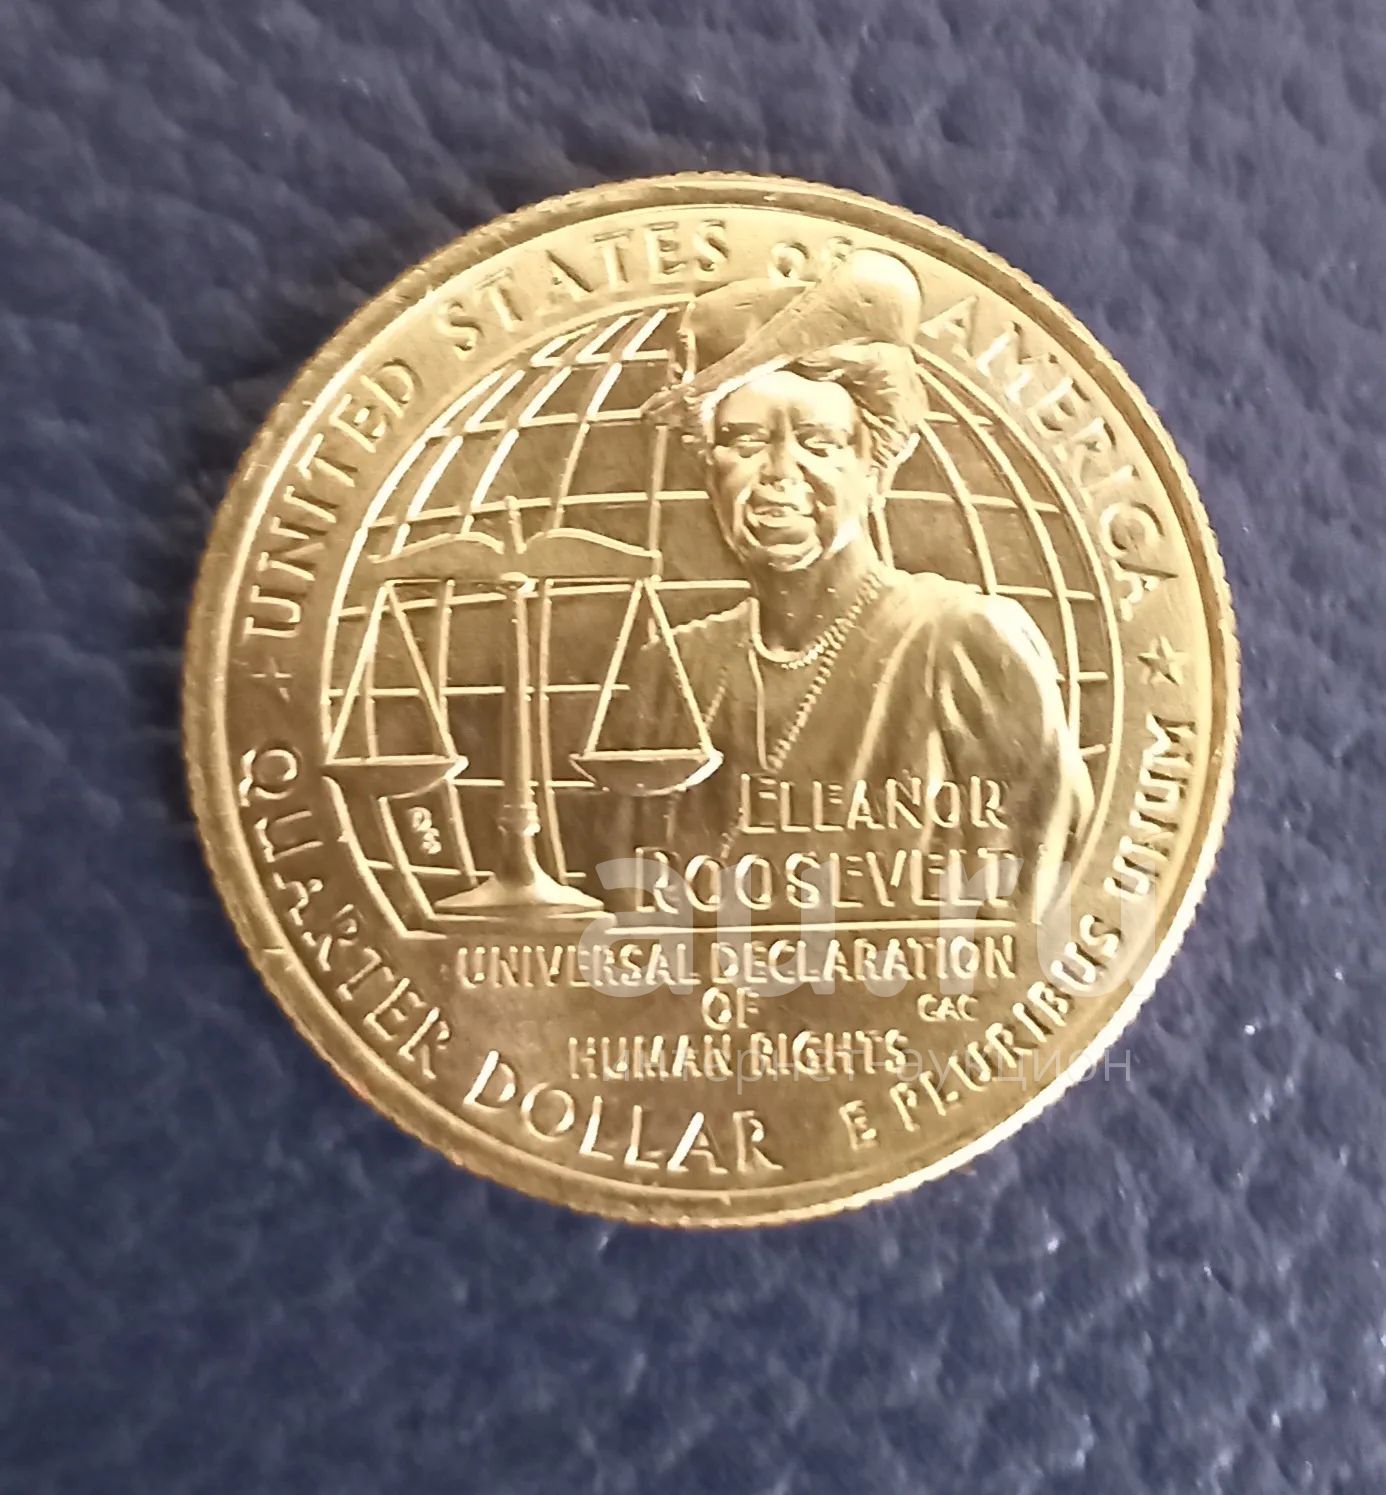 UNITED STATES OF AMERICA
ELEANOR
ROOSEVELT
UNIVERSAL DECLARATION
OF
HUMAN RIGHTS
GAC
QUARTER DOLLAR
E PLURIBUS UNUM
au.ru
интернет-аукцион